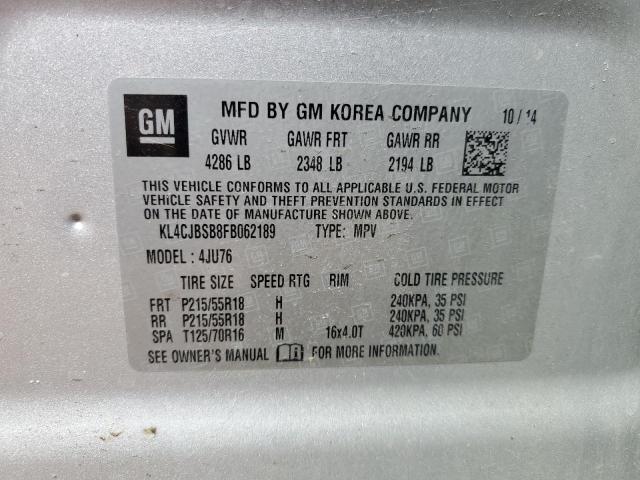 GM MFD BY GM KOREA COMPANY 10/14
GVWR GAWR FRT GAWR RR
4286 LB 2348 LB 2194 LB
THIS VEHICLE CONFORMS TO ALL APPLICABLE U.S. FEDERAL MOTOR
VEHICLE SAFETY AND THEFT PREVENTION STANDARDS IN EFFECT
ON THE DATE OF MANUFACTURE SHOWN ABOVE.
KL4CJBSB8FB062189 TYPE: MPV
MODEL: 4JU76
TIRE SIZE SPEED RTG RIM COLD TIRE PRESSURE
FRT P215/55R18 H 240KPA, 35 PSI
RR P215/55R18 H 240KPA, 35 PSI
SPA T125/70R16 M 16x4.0T 420KPA, 60 PSI
SEE OWNER'S MANUAL FOR MORE INFORMATION.